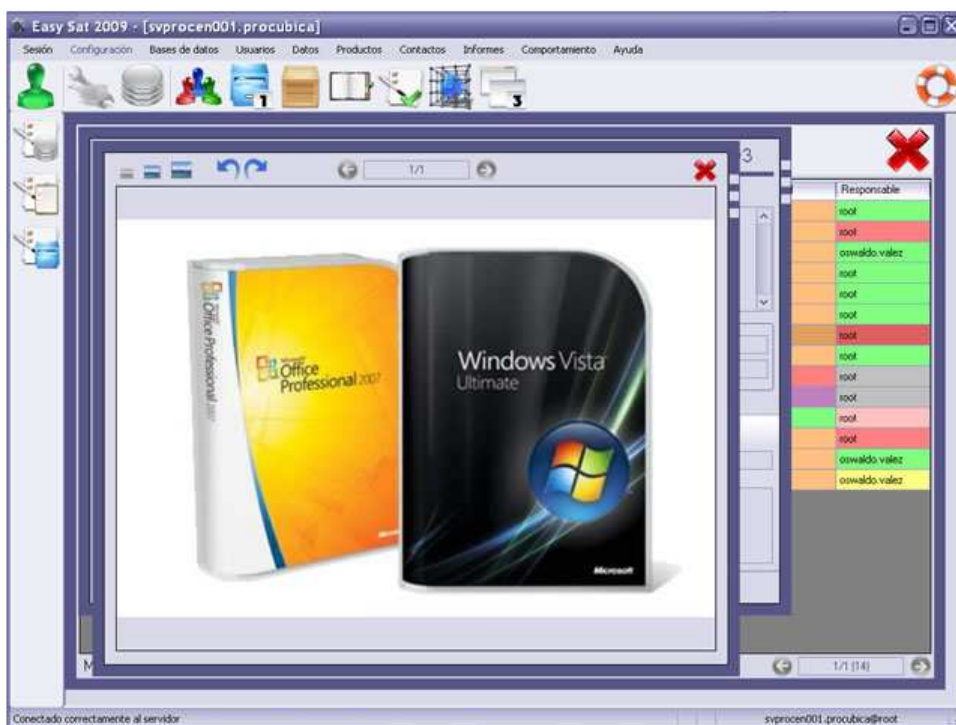 Easy Sat 2009 - [svprocen001.procubica]
Sesión Configuración Bases de datos Usuarios Datos Productos Contactos Informes Comportamiento Ayuda
1
3
3
1/1
Responsable
root
root
oswaldo.valez
root
root
root
root
root
root
root
root
root
oswaldo.valez
oswaldo.valez
Microsoft
Office Professional 2007
Microsoft
Office
Professional 2007
Windows Vista
Ultimate
Microsoft
M
1/1 (14)
Conectado correctamente al servidor
svprocen001.procubica@root